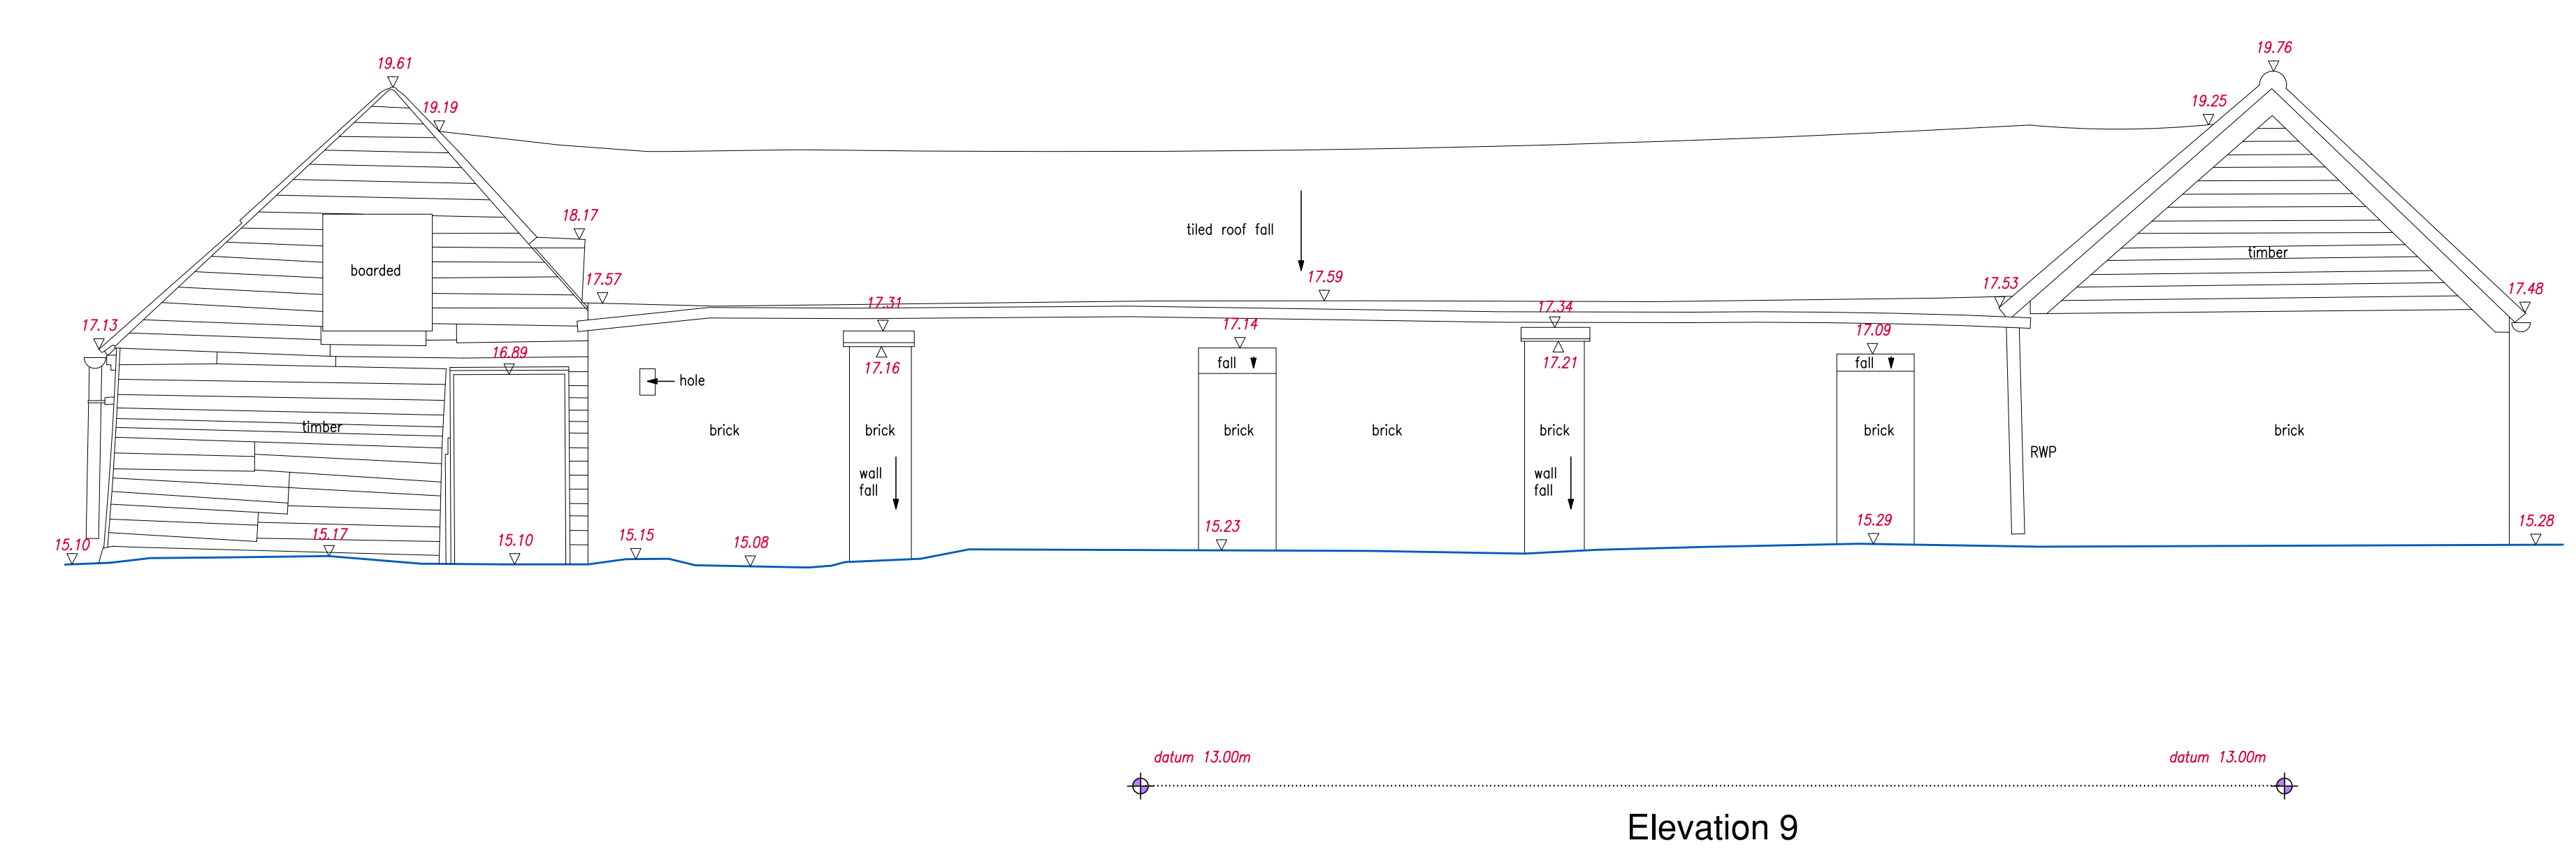 19.61
19.76
19.19
19.25
18.17
tiled roof fall
timber
boarded
17.57
17.59
17.53
17.48
17.31
17.34
17.13
17.14
17.09
16.89
17.16
fall
17.21
fall
hole
timber
brick
brick
brick
brick
brick
brick
brick
RWP
wall
fall
wall
fall
15.10
15.17
15.10
15.15
15.08
15.23
15.29
15.28
datum 13.00m
datum 13.00m
Elevation 9